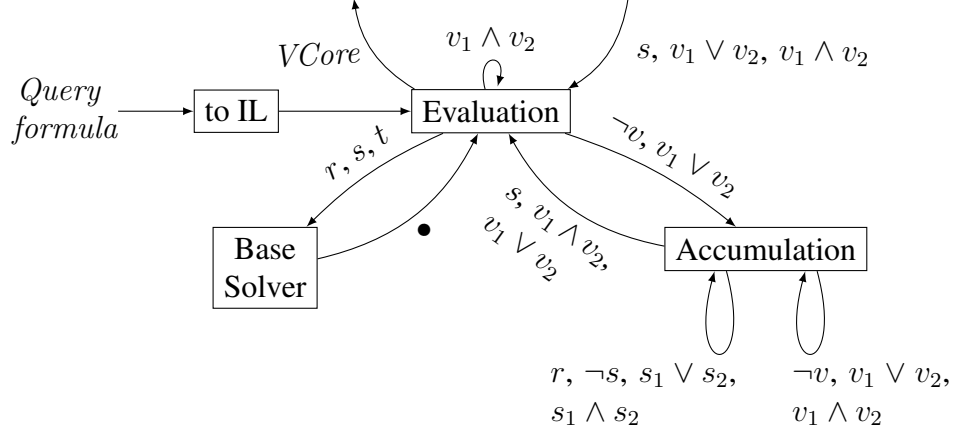 v₁ ∧ v₂
VCore
s, v₁ ∨ v₂, v₁ ∧ v₂
Query
formula
to IL
Evaluation
r, s, t
¬v, v₁ ∨ v₂
s, v₁ ∧ v₂,
v₁ ∨ v₂
•
Base
Solver
Accumulation
r, ¬s, s₁ ∨ s₂,
s₁ ∧ s₂
¬v, v₁ ∨ v₂,
v₁ ∧ v₂